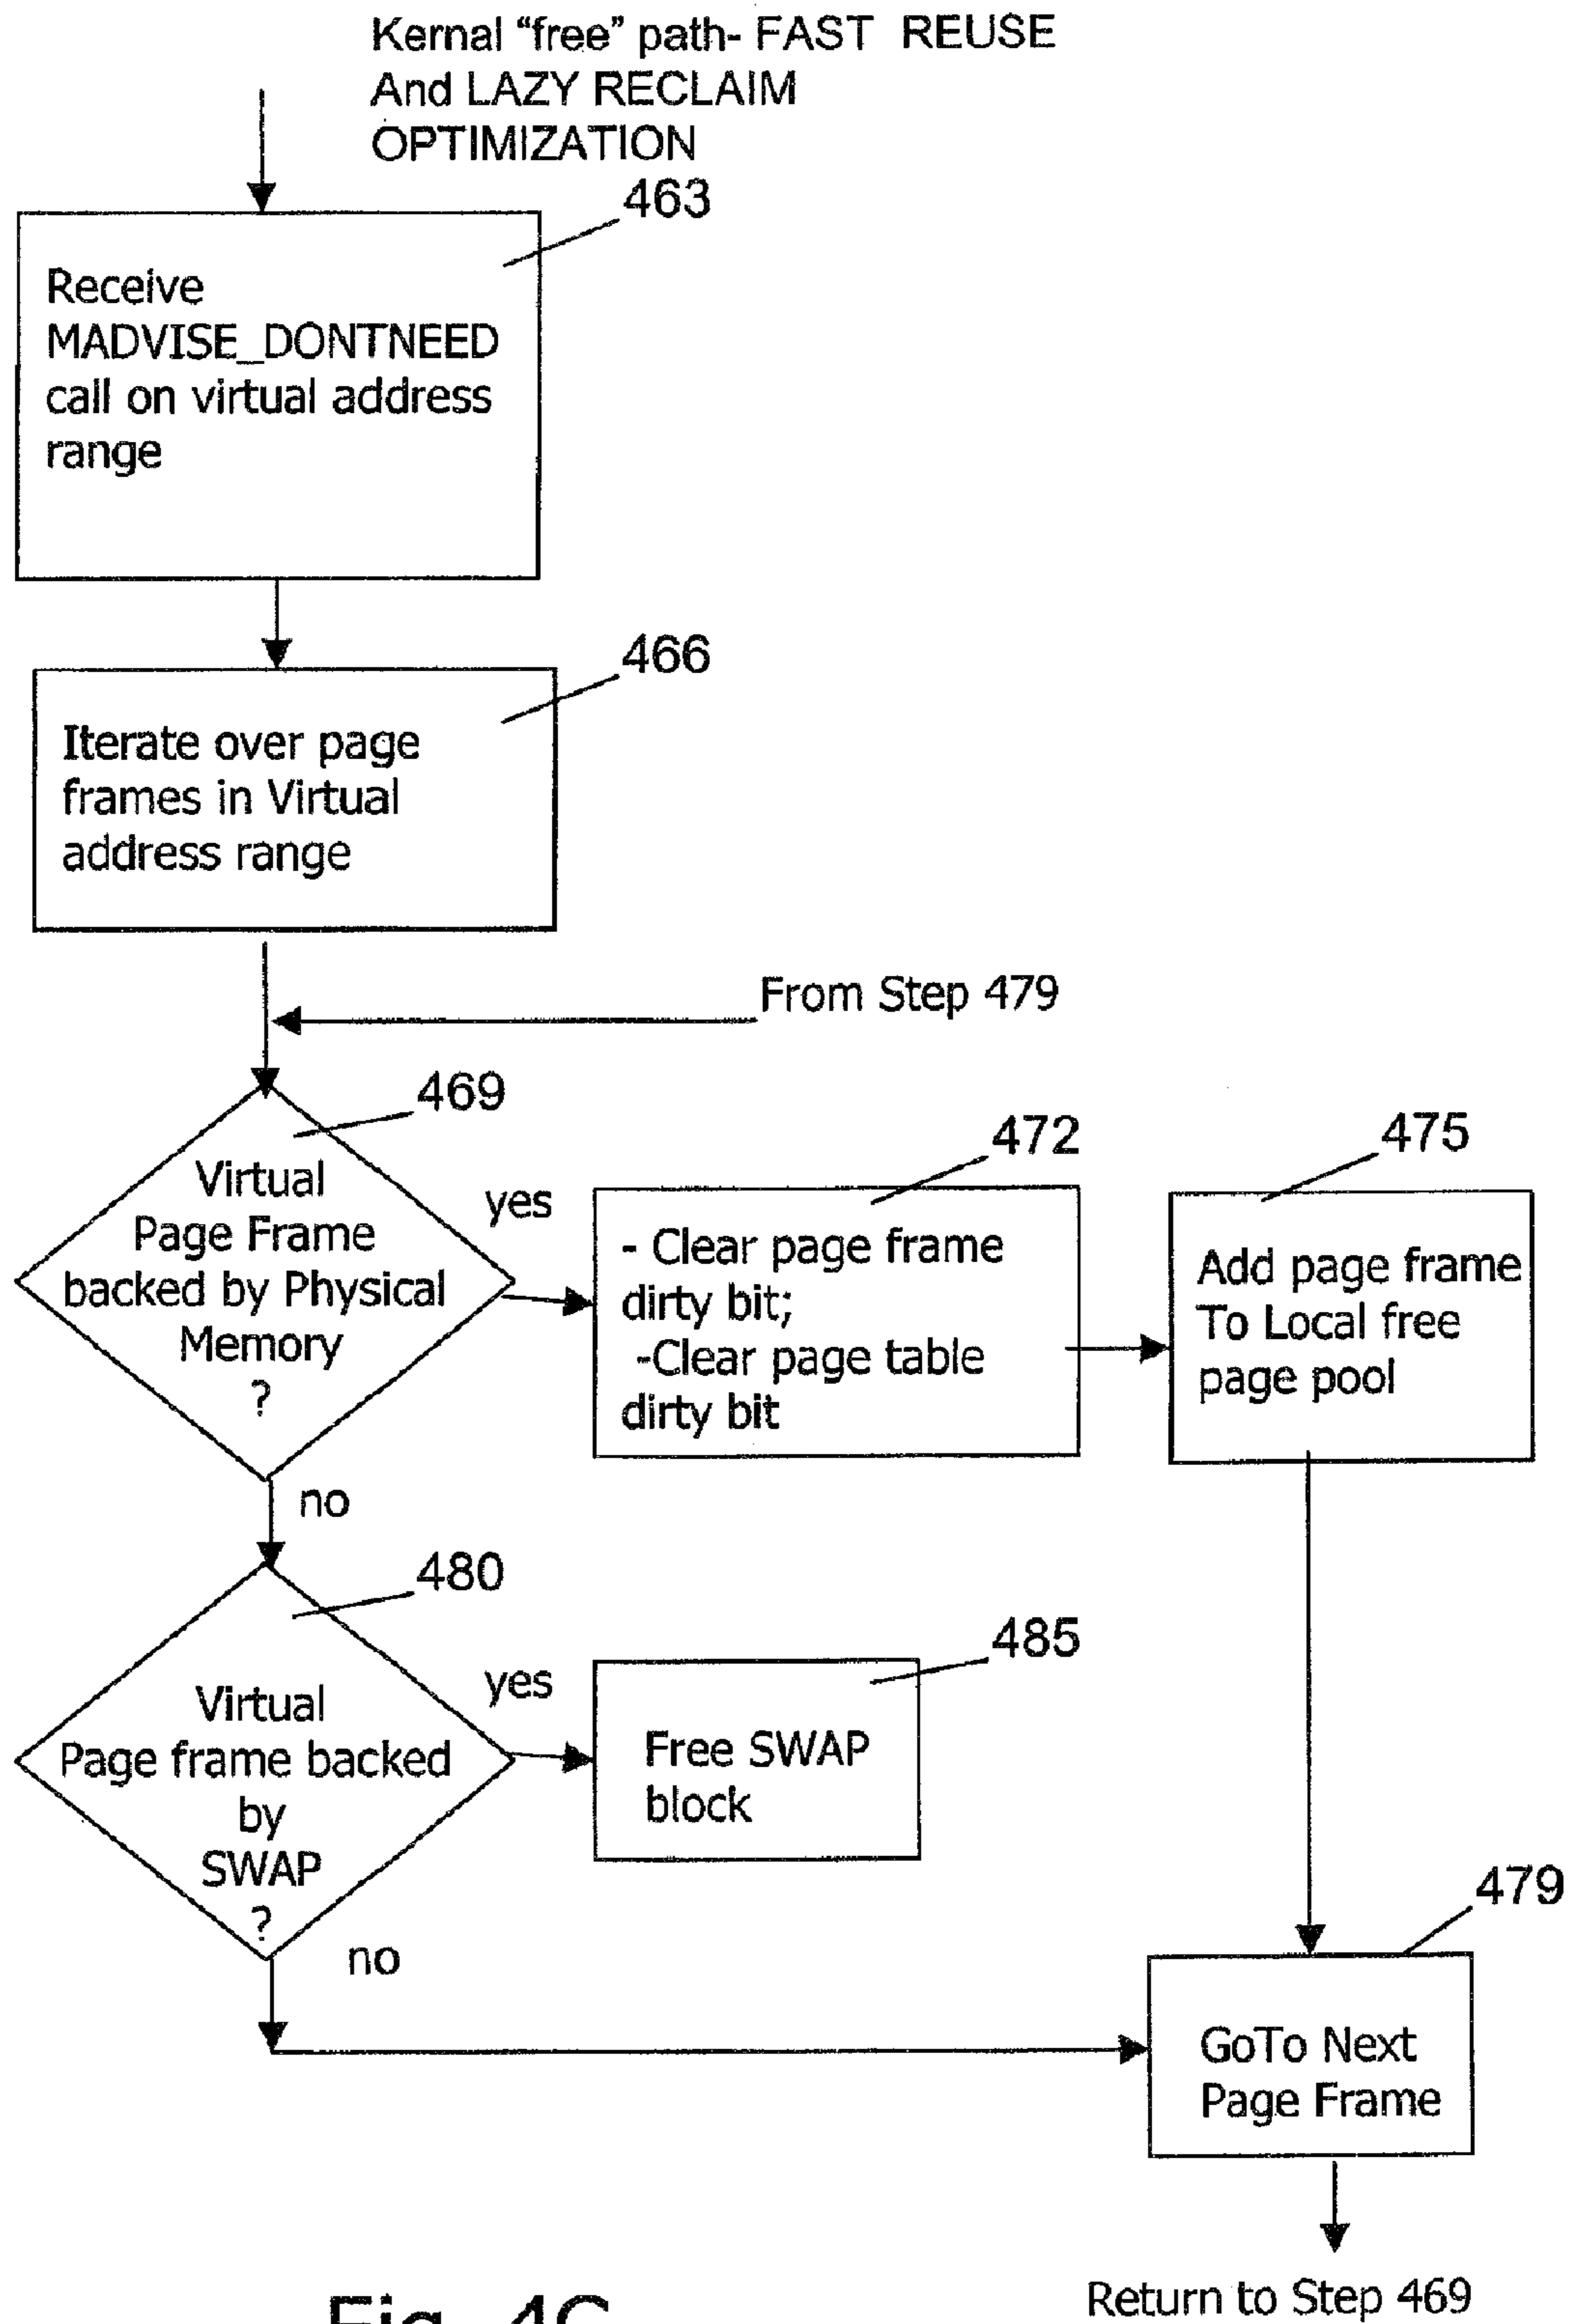 Kernal “free” path- FAST REUSE
And LAZY RECLAIM
OPTIMIZATION
463
Receive
MADVISE_DONTNEED
call on virtual address
range
466
Iterate over page
frames in Virtual
address range
From Step 479
469
Virtual
Page Frame
backed by Physical
Memory
?
yes
472
- Clear page frame
dirty bit;
-Clear page table
dirty bit
475
Add page frame
To Local free
page pool
no
480
Virtual
Page frame backed
by
SWAP
?
yes
485
Free SWAP
block
no
479
GoTo Next
Page Frame
Return to Step 469
Fig. 4C